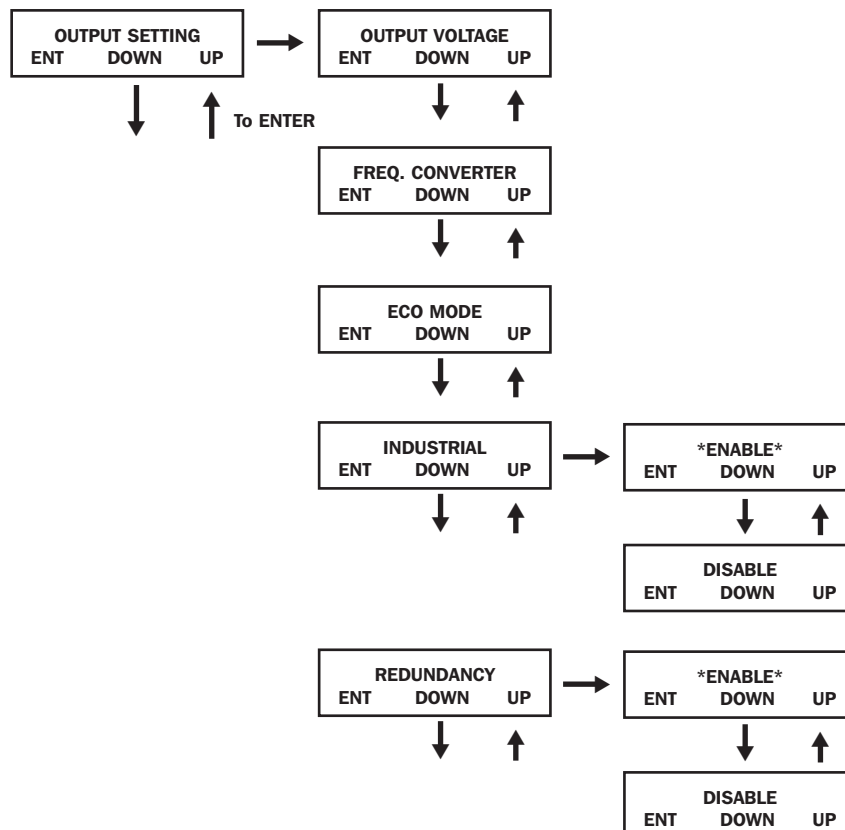 OUTPUT SETTING
ENT DOWN UP
OUTPUT VOLTAGE
ENT DOWN UP
To ENTER
FREQ. CONVERTER
ENT DOWN UP
ECO MODE
ENT DOWN UP
INDUSTRIAL
ENT DOWN UP
*ENABLE*
ENT DOWN UP
DISABLE
ENT DOWN UP
REDUNDANCY
ENT DOWN UP
*ENABLE*
ENT DOWN UP
DISABLE
ENT DOWN UP